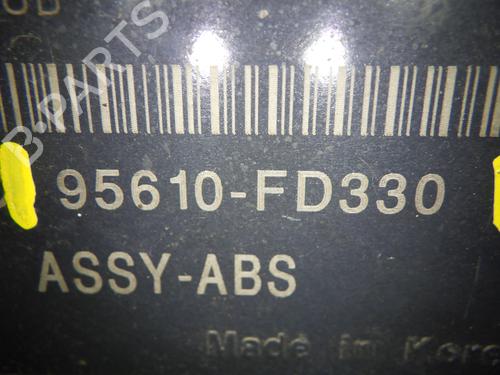 95610-FD330
ASSY-ABS
Made in Korea